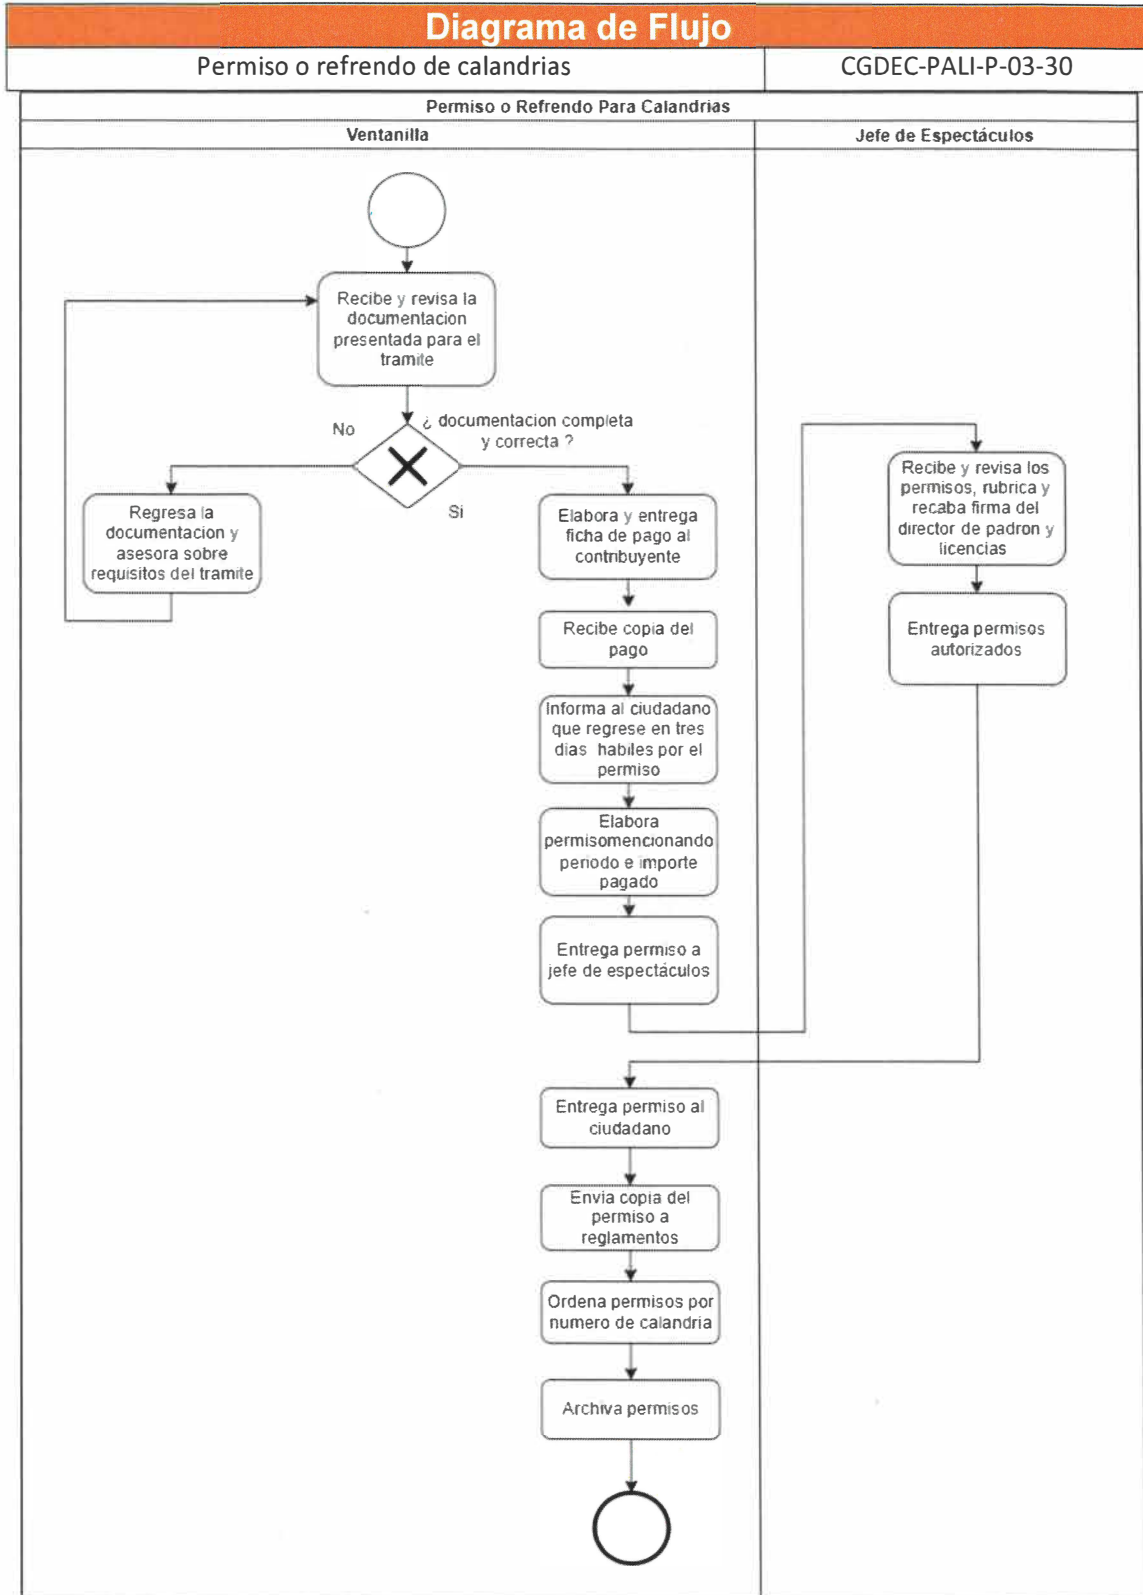 Diagrama de Flujo
Permiso o refrendo de calandrias
CGDEC-PALI-P-03-30
Permiso o Refrendo Para Calandrias
Ventanilla
Jefe de Espectáculos
Recibe y revisa la
documentacion
presentada para el
tramite
No
¿ documentacion completa
y correcta ?
Si
Regresa la
documentacion y
asesora sobre
requisitos del tramite
Elabora y entrega
ficha de pago al
contribuyente
Recibe copia del
pago
Informa al ciudadano
que regrese en tres
dias habiles por el
permiso
Elabora
permisomencionando
periodo e importe
pagado
Entrega permiso a
jefe de espectáculos
Recibe y revisa los
permisos, rubrica y
recaba firma del
director de padron y
licencias
Entrega permisos
autorizados
Entrega permiso al
ciudadano
Envia copia del
permiso a
reglamentos
Ordena permisos por
numero de calandria
Archiva permisos